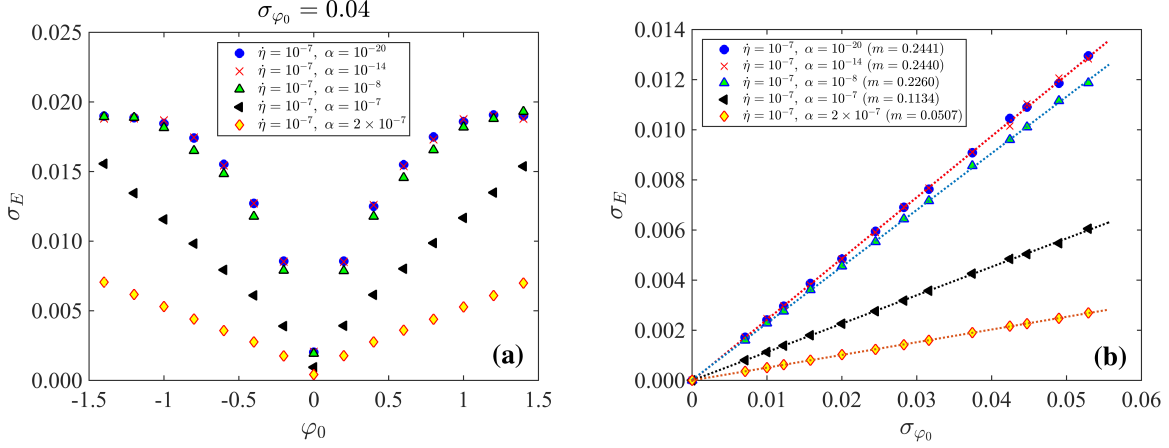 σ_φ₀ = 0.04
η̇ = 10⁻⁷, α = 10⁻²⁰
η̇ = 10⁻⁷, α = 10⁻¹⁴
η̇ = 10⁻⁷, α = 10⁻⁸
η̇ = 10⁻⁷, α = 10⁻⁷
η̇ = 10⁻⁷, α = 2 × 10⁻⁷
0.025
0.020
0.015
0.010
0.005
0.000
σ_E
-1.5
-1
-0.5
0
0.5
1
1.5
φ₀
(a)
η̇ = 10⁻⁷, α = 10⁻²⁰ (m = 0.2441)
η̇ = 10⁻⁷, α = 10⁻¹⁴ (m = 0.2440)
η̇ = 10⁻⁷, α = 10⁻⁸ (m = 0.2260)
η̇ = 10⁻⁷, α = 10⁻⁷ (m = 0.1134)
η̇ = 10⁻⁷, α = 2 × 10⁻⁷ (m = 0.0507)
0.014
0.012
0.010
0.008
0.006
0.004
0.002
0.000
σ_E
0
0.01
0.02
0.03
0.04
0.05
0.06
σ_φ₀
(b)